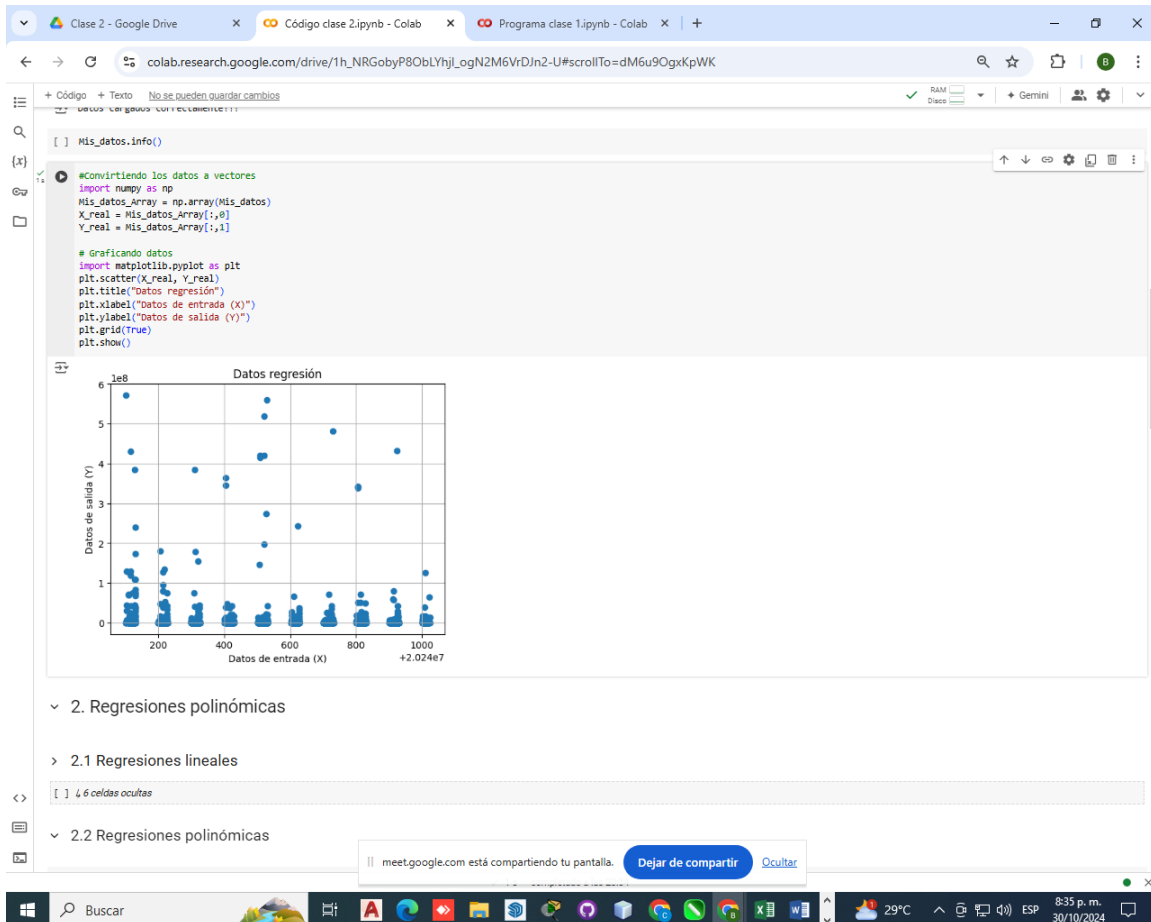 Clase 2 - Google Drive
Código clase 2.ipynb - Colab
Programa clase 1.ipynb - Colab
colab.research.google.com/drive/1h_NRGobyP8ObLYhjI_ogN2M6VrDJn2-U#scrollTo=dM6u9OgxKpWK
B
+ Código + Texto No se pueden guardar cambios
RAM
Disco
Gemini
Datos cargados correctamente!!!
[ ] Mis_datos.info()
{x}
#Convirtiendo los datos a vectores
import numpy as np
Mis_datos_Array = np.array(Mis_datos)
X_real = Mis_datos_Array[:,0]
Y_real = Mis_datos_Array[:,1]
# Graficando datos
import matplotlib.pyplot as plt
plt.scatter(X_real, Y_real)
plt.title("Datos regresión")
plt.xlabel("Datos de entrada (X)")
plt.ylabel("Datos de salida (Y)")
plt.grid(True)
plt.show()
Datos regresión
1e8
6
5
4
3
2
1
0
Datos de salida (Y)
200 400 600 800 1000
Datos de entrada (X)
+2.024e7
2. Regresiones polinómicas
2.1 Regresiones lineales
[ ] ↳ 6 celdas ocultas
2.2 Regresiones polinómicas
meet.google.com está compartiendo tu pantalla.
Dejar de compartir
Ocultar
Buscar
29°C
ESP
8:35 p. m.
30/10/2024